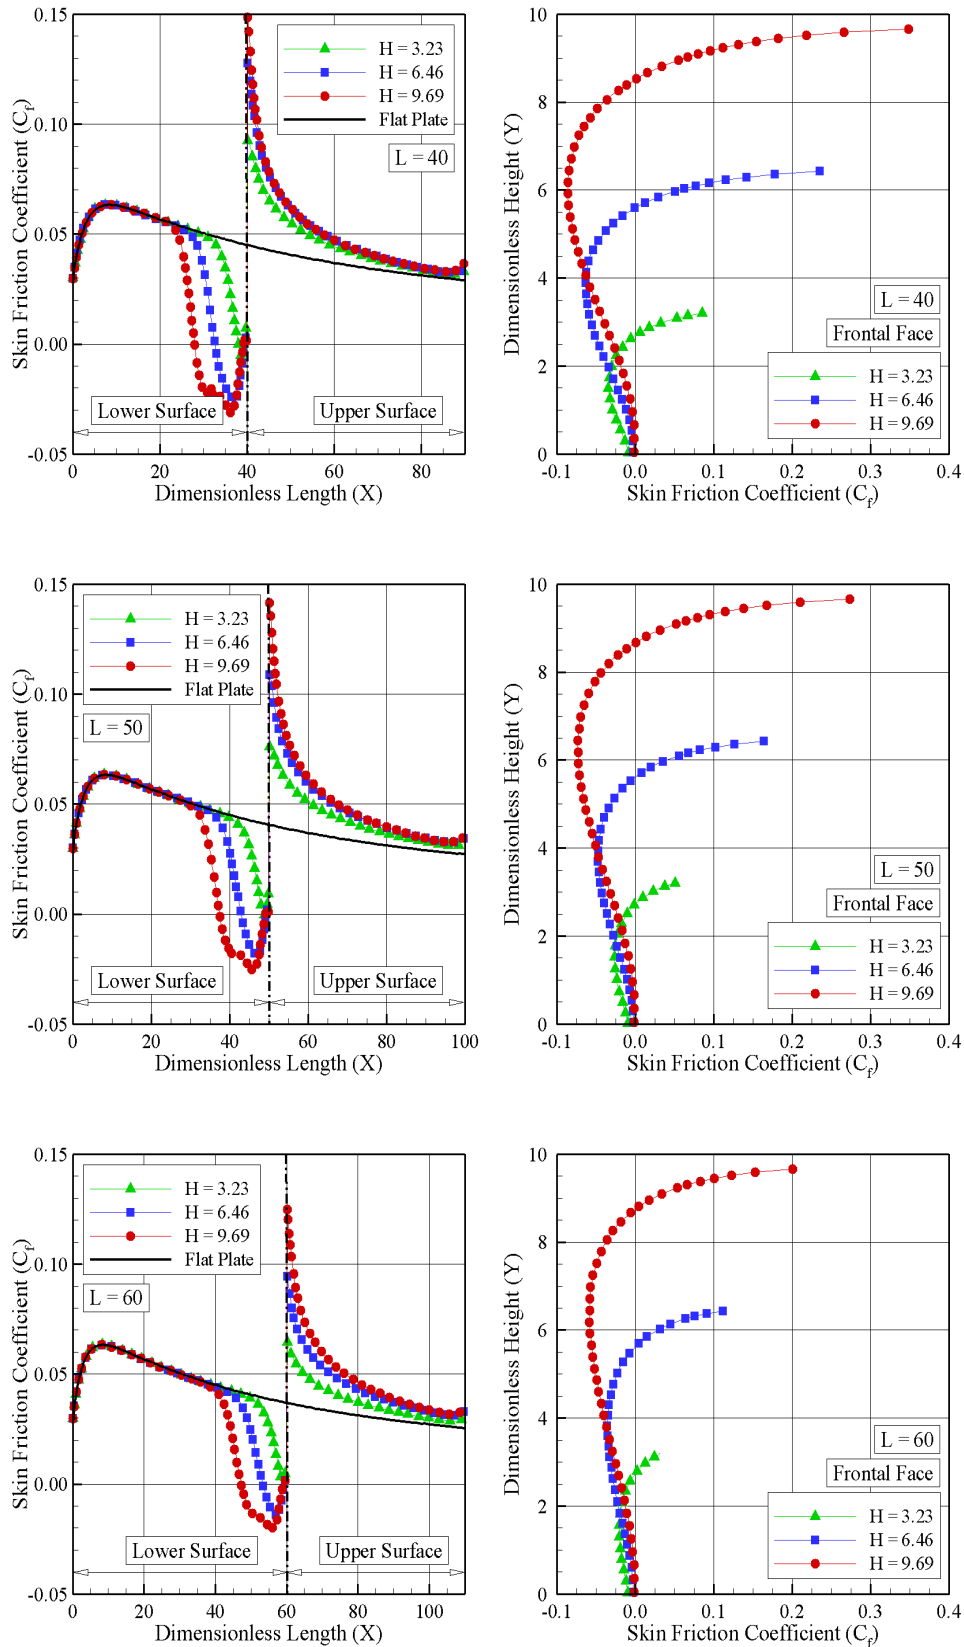 0.15
0.10
0.05
0.00
-0.05
Skin Friction Coefficient (C_f)
H = 3.23
H = 6.46
H = 9.69
Flat Plate
L = 40
Lower Surface
Upper Surface
0 20 40 60 80
Dimensionless Length (X)
10
8
6
4
2
0
Dimensionless Height (Y)
L = 40
Frontal Face
H = 3.23
H = 6.46
H = 9.69
-0.1 0.0 0.1 0.2 0.3 0.4
Skin Friction Coefficient (C_f)
0.15
0.10
0.05
0.00
-0.05
Skin Friction Coefficient (C_f)
H = 3.23
H = 6.46
H = 9.69
Flat Plate
L = 50
Lower Surface
Upper Surface
0 20 40 60 80 100
Dimensionless Length (X)
10
8
6
4
2
0
Dimensionless Height (Y)
L = 50
Frontal Face
H = 3.23
H = 6.46
H = 9.69
-0.1 0.0 0.1 0.2 0.3 0.4
Skin Friction Coefficient (C_f)
0.15
0.10
0.05
0.00
-0.05
Skin Friction Coefficient (C_f)
H = 3.23
H = 6.46
H = 9.69
Flat Plate
L = 60
Lower Surface
Upper Surface
0 20 40 60 80 100
Dimensionless Length (X)
10
8
6
4
2
0
Dimensionless Height (Y)
L = 60
Frontal Face
H = 3.23
H = 6.46
H = 9.69
-0.1 0.0 0.1 0.2 0.3 0.4
Skin Friction Coefficient (C_f)